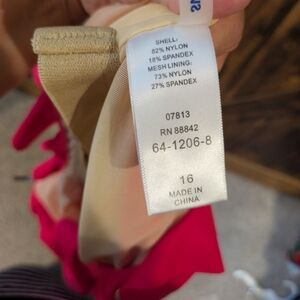 SHELL:
82% NYLON
18% SPANDEX
MESH LINING:
73% NYLON
27% SPANDEX
07813
RN 88842
64-1206-8
16
MADE IN
CHINA